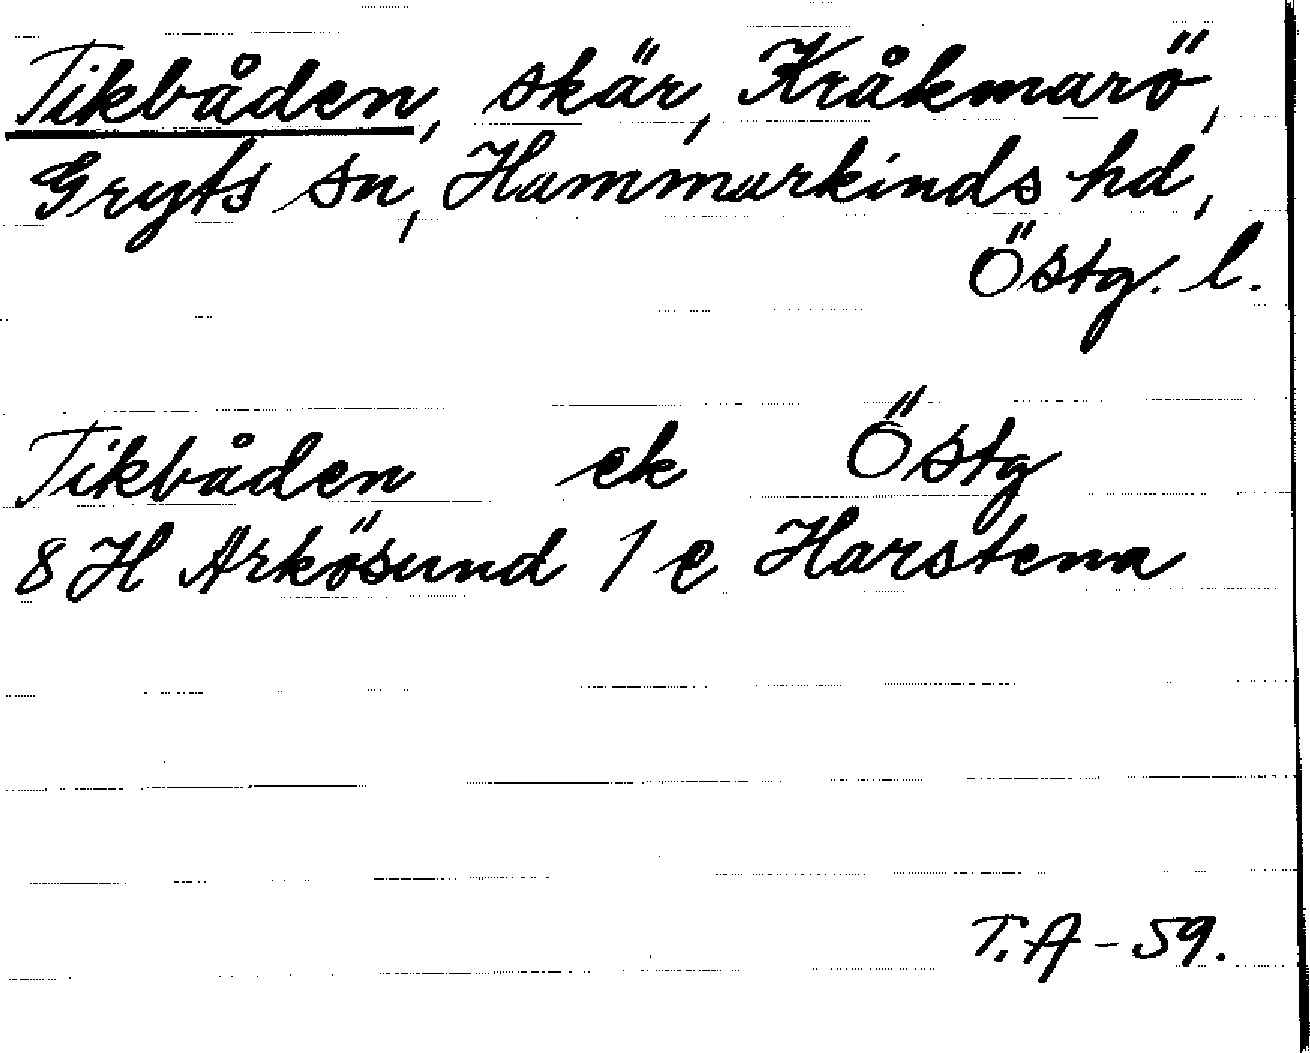 Tikbåden, skär, Kråkmarö,
Gryts sn, Hammarkinds hd,
Östg. l.
Tikbåden ek Östg
8 H Arkösund 1 e Harstena
T.A - 59.